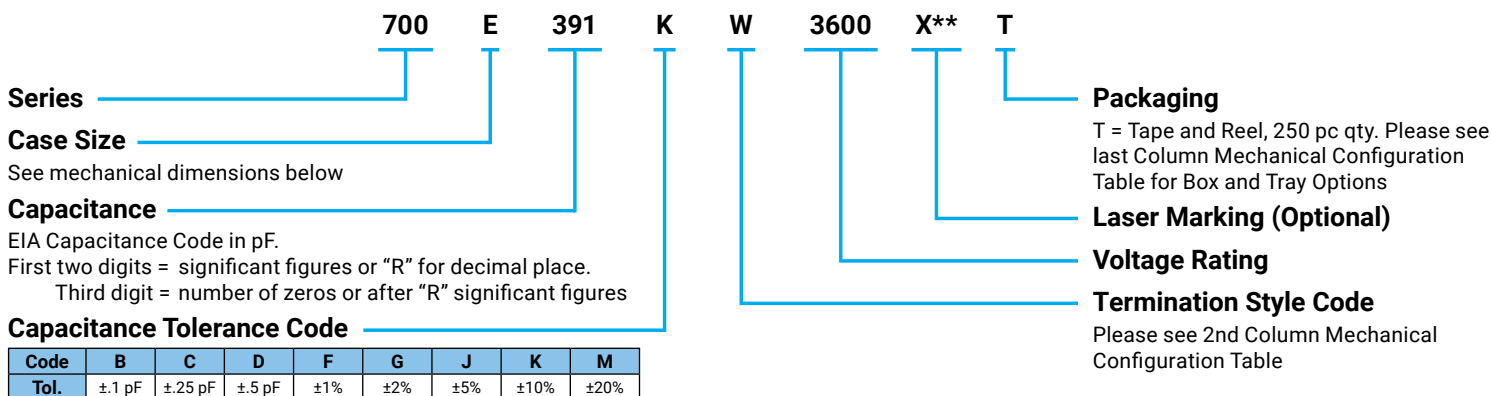 700 E 391 K W 3600 X** T
Series
Case Size
See mechanical dimensions below
Capacitance
EIA Capacitance Code in pF.
First two digits = significant figures or “R” for decimal place.
Third digit = number of zeros or after “R” significant figures
Capacitance Tolerance Code
Code B C D F G J K M
Tol. ±.1 pF ±.25 pF ±.5 pF ±1% ±2% ±5% ±10% ±20%
Packaging
T = Tape and Reel, 250 pc qty. Please see
last Column Mechanical Configuration
Table for Box and Tray Options
Laser Marking (Optional)
Voltage Rating
Termination Style Code
Please see 2nd Column Mechanical
Configuration Table